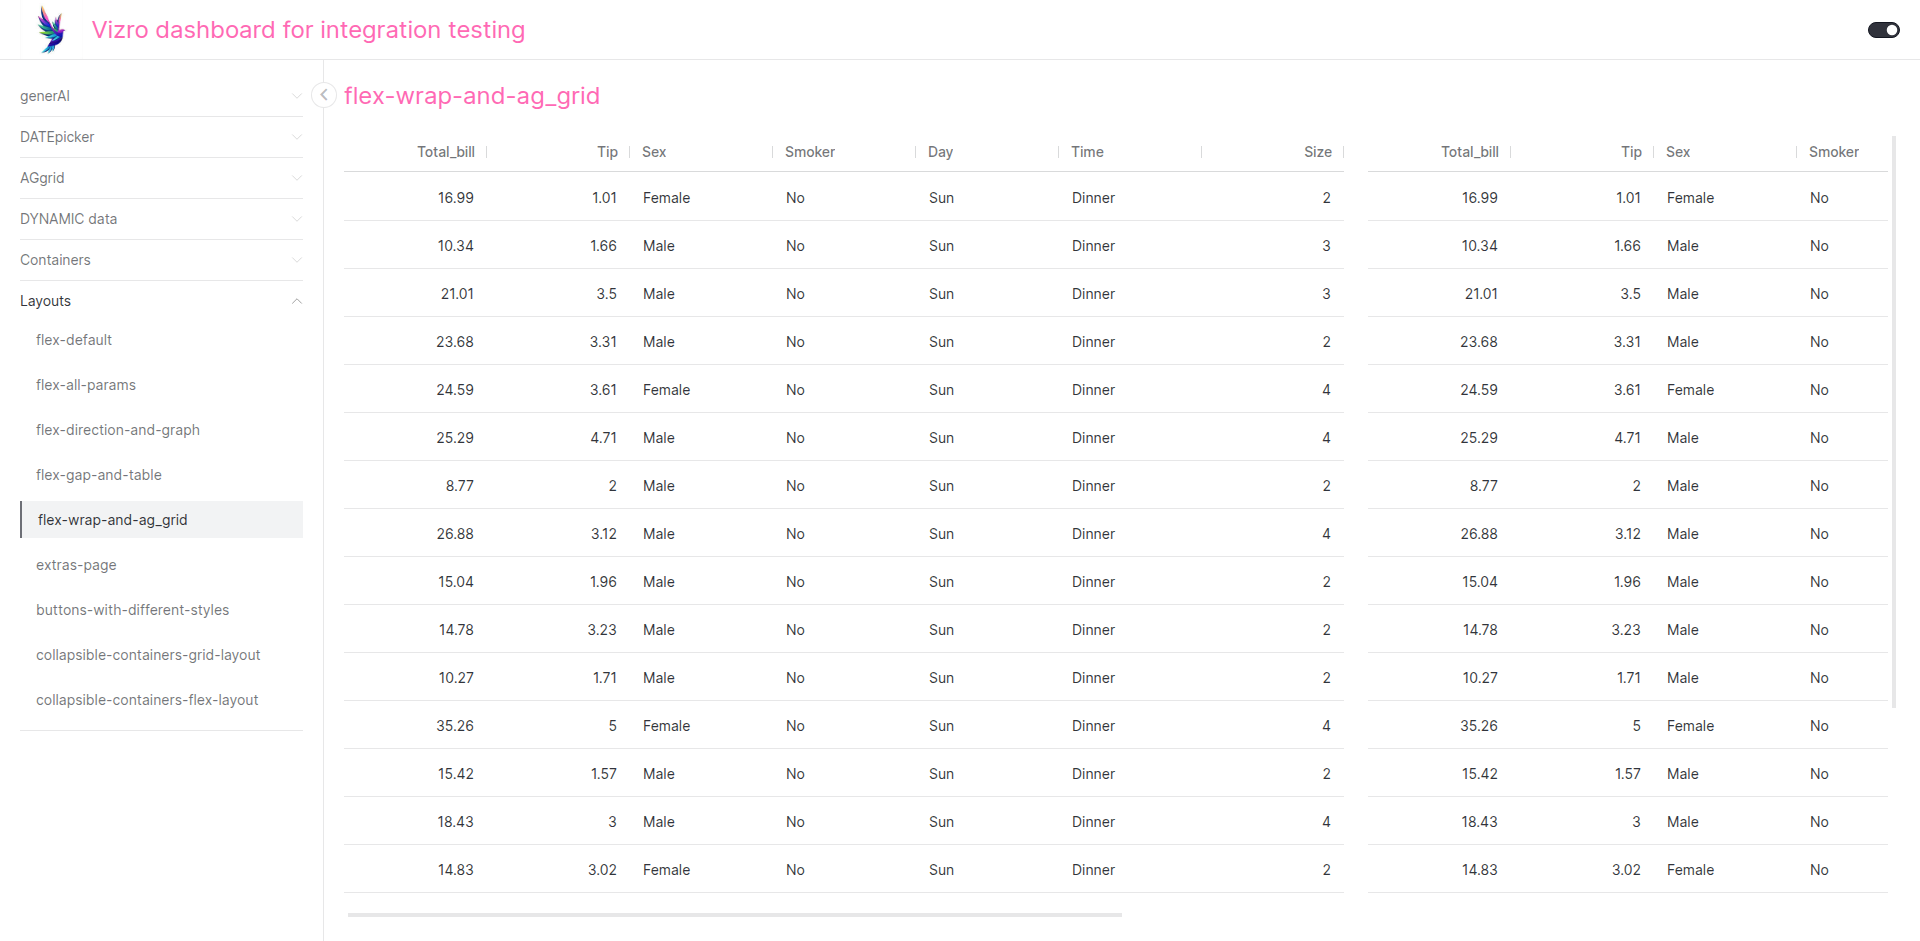 Vizro dashboard for integration testing
generAI
DATEpicker
AGgrid
DYNAMIC data
Containers
Layouts
flex-default
flex-all-params
flex-direction-and-graph
flex-gap-and-table
flex-wrap-and-ag_grid
extras-page
buttons-with-different-styles
collapsible-containers-grid-layout
collapsible-containers-flex-layout
flex-wrap-and-ag_grid
Total_bill Tip Sex Smoker Day Time Size Total_bill Tip Sex Smoker
16.99 1.01 Female No Sun Dinner 2 16.99 1.01 Female No
10.34 1.66 Male No Sun Dinner 3 10.34 1.66 Male No
21.01 3.5 Male No Sun Dinner 3 21.01 3.5 Male No
23.68 3.31 Male No Sun Dinner 2 23.68 3.31 Male No
24.59 3.61 Female No Sun Dinner 4 24.59 3.61 Female No
25.29 4.71 Male No Sun Dinner 4 25.29 4.71 Male No
8.77 2 Male No Sun Dinner 2 8.77 2 Male No
26.88 3.12 Male No Sun Dinner 4 26.88 3.12 Male No
15.04 1.96 Male No Sun Dinner 2 15.04 1.96 Male No
14.78 3.23 Male No Sun Dinner 2 14.78 3.23 Male No
10.27 1.71 Male No Sun Dinner 2 10.27 1.71 Male No
35.26 5 Female No Sun Dinner 4 35.26 5 Female No
15.42 1.57 Male No Sun Dinner 2 15.42 1.57 Male No
18.43 3 Male No Sun Dinner 4 18.43 3 Male No
14.83 3.02 Female No Sun Dinner 2 14.83 3.02 Female No